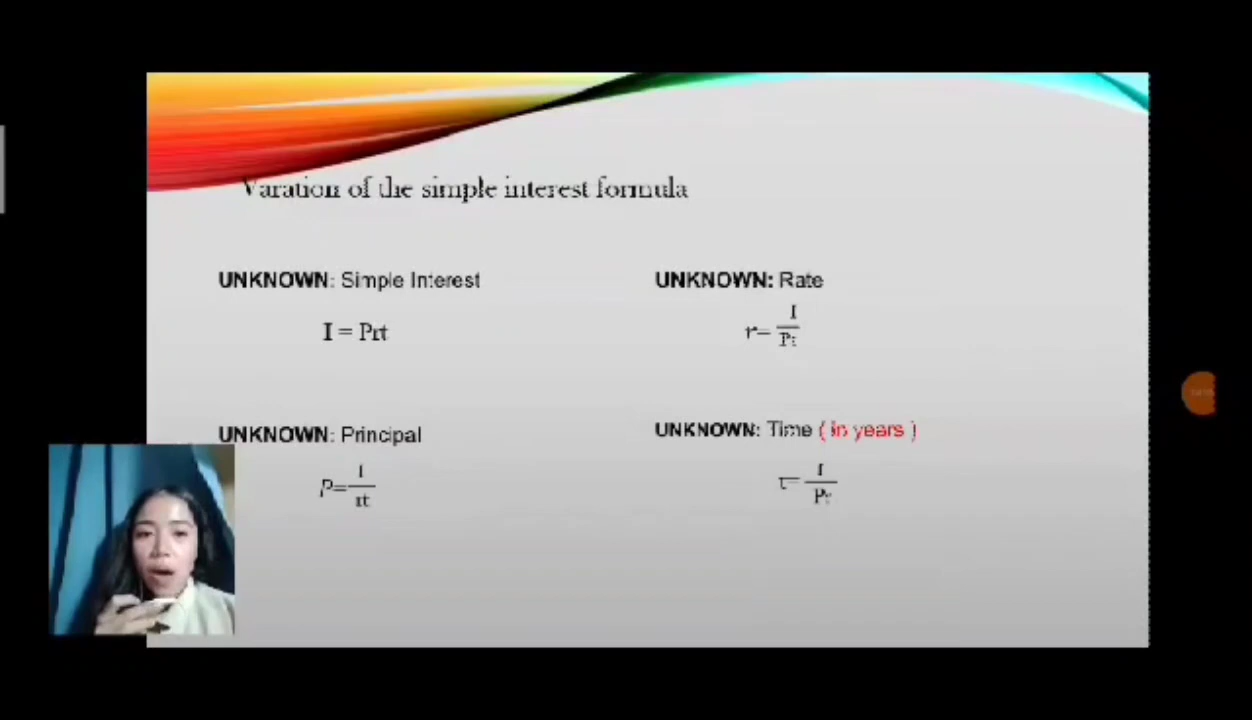 Varation of the simple interest formula
UNKNOWN: Simple Interest
I = Prt
UNKNOWN: Rate
r= I
Pt
UNKNOWN: Principal
P= I
rt
UNKNOWN: Time ( in years )
t= I
Pr